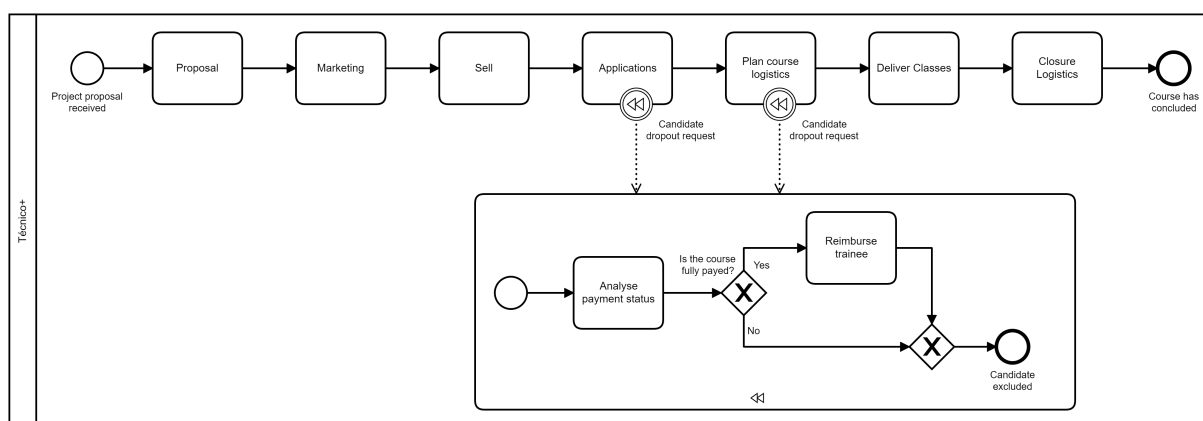 Técnico+
Project proposal
received
Proposal
Marketing
Sell
Applications
Candidate
dropout request
Plan course
logistics
Candidate
dropout request
Deliver Classes
Closure
Logistics
Course has
concluded
Analyse
payment status
Is the course
fully payed?
Yes
No
Reimburse
trainee
Candidate
excluded